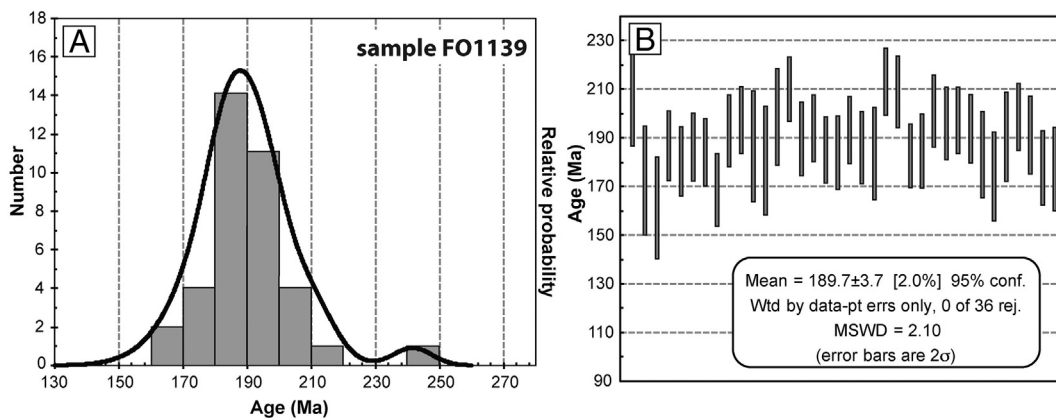 A
sample FO1139
18
16
14
12
10
8
6
4
2
0
Number
130 150 170 190 210 230 250 270
Age (Ma)
Relative probability
B
230
210
190
170
150
130
110
90
Age (Ma)
Mean = 189.7±3.7 [2.0%] 95% conf.
Wtd by data-pt errs only, 0 of 36 rej.
MSWD = 2.10
(error bars are 2σ)